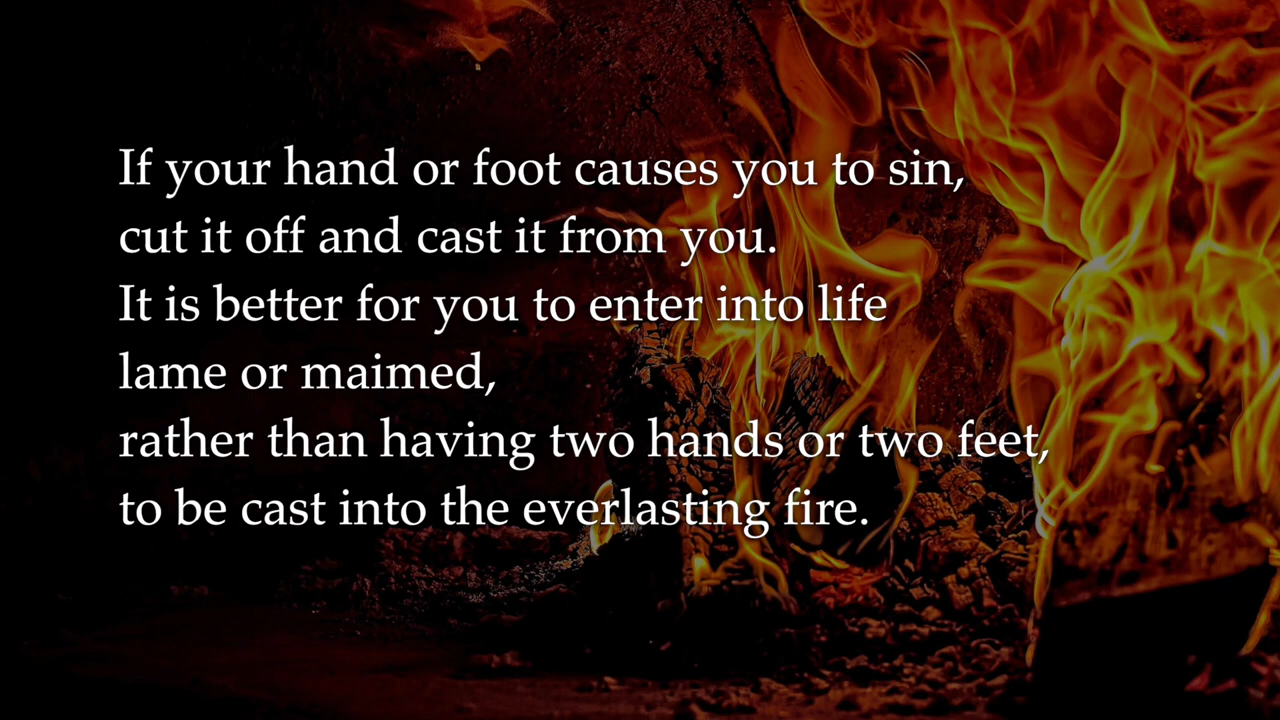 If your hand or foot causes you to sin,
cut it off and cast it from you.
It is better for you to enter into life
lame or maimed,
rather than having two hands or two feet,
to be cast into the everlasting fire.